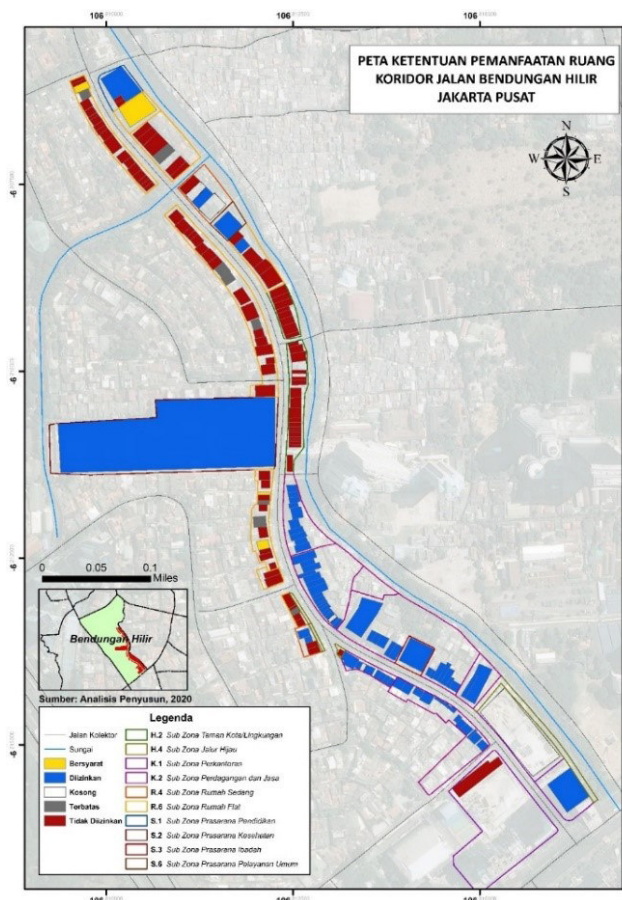 PETA KETENTUAN PEMANFAATAN RUANG
KORIDOR JALAN BENDUNGAN HILIR
JAKARTA PUSAT
N
W E
S
0 0.05 0.1
Miles
Bendungan Hilir
Sumber: Analisis Penyusun, 2020
Legenda
Jalan Kolektor
Sungai
Bersyarat
Diizinkan
Kosong
Terbatas
Tidak Diizinkan
H.2 Sub Zona Taman Kota/Lingkungan
H.4 Sub Zona Jalur Hijau
K.1 Sub Zona Perkantoran
K.2 Sub Zona Perdagangan dan Jasa
R.4 Sub Zona Rumah Sedang
R.6 Sub Zona Rumah Flat
S.1 Sub Zona Prasarana Pendidikan
S.2 Sub Zona Prasarana Kesehatan
S.3 Sub Zona Prasarana Ibadah
S.6 Sub Zona Prasarana Pelayanan Umum